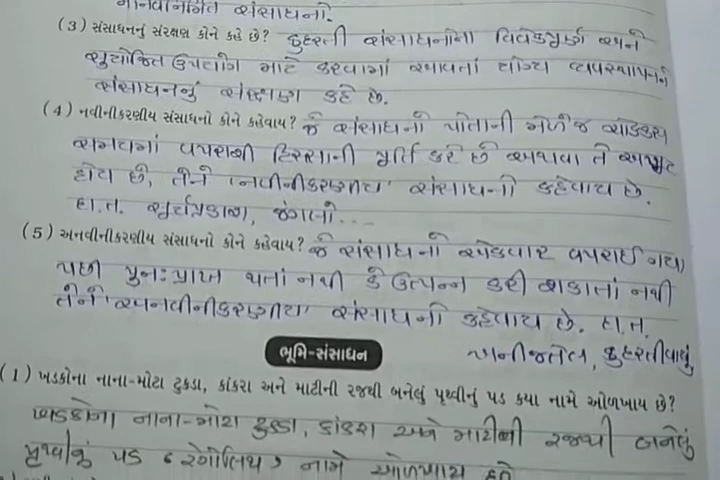 માનવનિર્મિત સંસાધનો.
(3) સંસાધનનું સંરક્ષણ કોને કહે છે? કુદરતી સંસાધનોના વિવેકપૂર્ણ અને
સુયોજિત ઉપયોગ માટે કરવામાં આવતાં યોગ્ય વ્યવસ્થાપનને
સંસાધનનું સંરક્ષણ કહે છે.
(4) નવીનીકરણીય સંસાધનો કોને કહેવાય? જે સંસાધનો પોતાની મેળે જ ચોક્કસ
સમયમાં વપરાશી હિસ્સાની પૂર્તિ કરે છે અથવા તે અખૂટ
હોય છે, તેને 'નવીનીકરણીય' સંસાધનો કહેવાય છે.
દા.ત. સૂર્યપ્રકાશ, જંગલો...
(5) અનવીનીકરણીય સંસાધનો કોને કહેવાય? જે સંસાધનો એકવાર વપરાઈ ગયા
પછી પુનઃપ્રાપ્ત થતાં નથી કે ઉત્પન્ન કરી શકાતાં નથી
તેને 'અનવીનીકરણીય' સંસાધનો કહેવાય છે. દા.ત.
ખનીજતેલ, કુદરતીવાયુ,
ભૂમિ-સંસાધન
(1) ખડકોના નાના-મોટા ટુકડા, કાંકરા અને માટીની રજથી બનેલું પૃથ્વીનું પડ કયા નામે ઓળખાય છે?
ખડકોના નાના-મોટા ટુકડા, કાંકરા અને માટીની રજથી બનેલું
પૃથ્વીનું પડ 'રેગોલિથ' નામે ઓળખાય છે